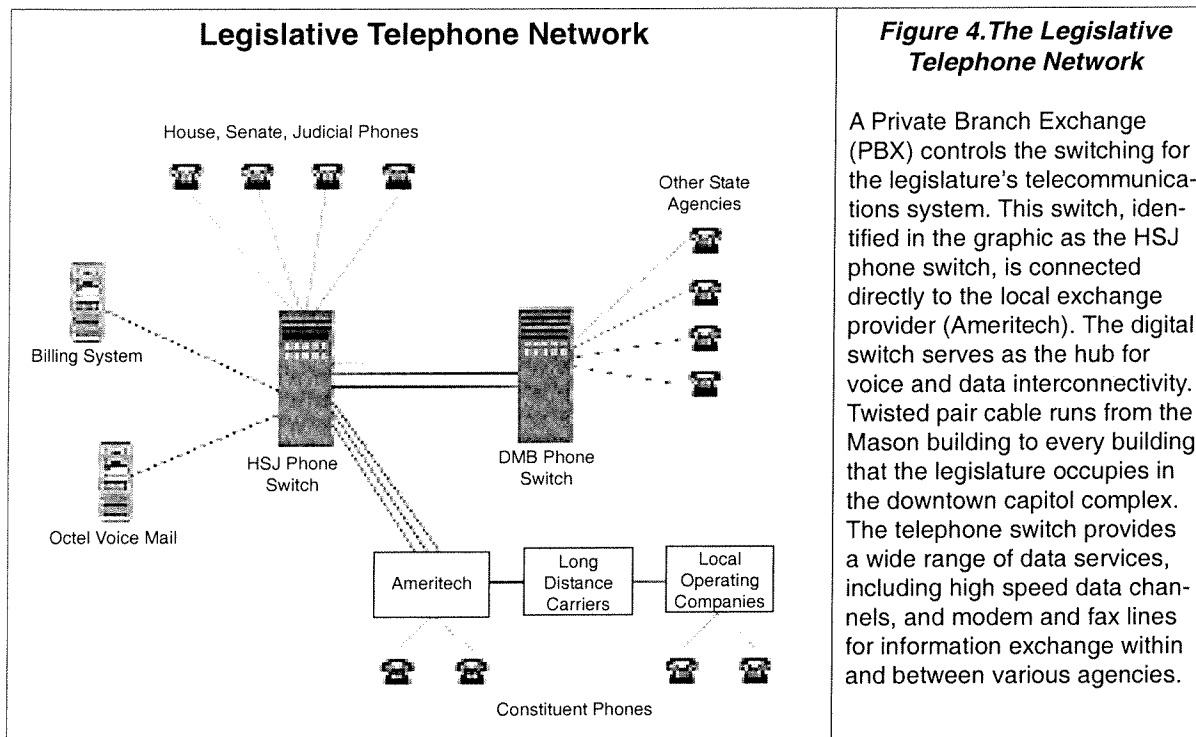 Legislative Telephone Network
House, Senate, Judicial Phones
Other State
Agencies
Billing System
HSJ Phone
Switch
DMB Phone
Switch
Octel Voice Mail
Ameritech
Long
Distance
Carriers
Local
Operating
Companies
Constituent Phones
Figure 4.The Legislative
Telephone Network
A Private Branch Exchange
(PBX) controls the switching for
the legislature's telecommunica-
tions system. This switch, iden-
tified in the graphic as the HSJ
phone switch, is connected
directly to the local exchange
provider (Ameritech). The digital
switch serves as the hub for
voice and data interconnectivity.
Twisted pair cable runs from the
Mason building to every building
that the legislature occupies in
the downtown capitol complex.
The telephone switch provides
a wide range of data services,
including high speed data chan-
nels, and modem and fax lines
for information exchange within
and between various agencies.